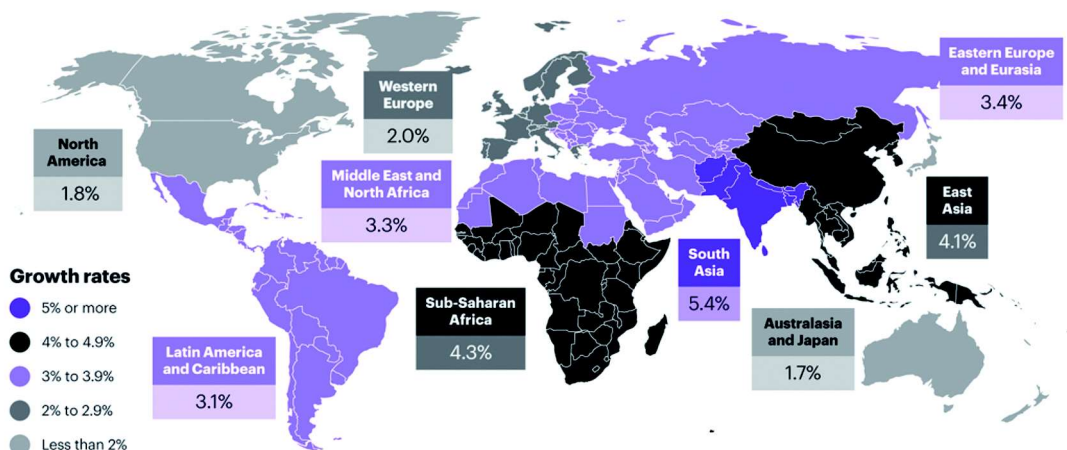 Eastern Europe
and Eurasia
3.4%
Western
Europe
2.0%
North
America
1.8%
Middle East and
North Africa
3.3%
East
Asia
4.1%
South
Asia
5.4%
Growth rates
5% or more
4% to 4.9%
3% to 3.9%
2% to 2.9%
Less than 2%
Sub-Saharan
Africa
4.3%
Australasia
and Japan
1.7%
Latin America
and Caribbean
3.1%